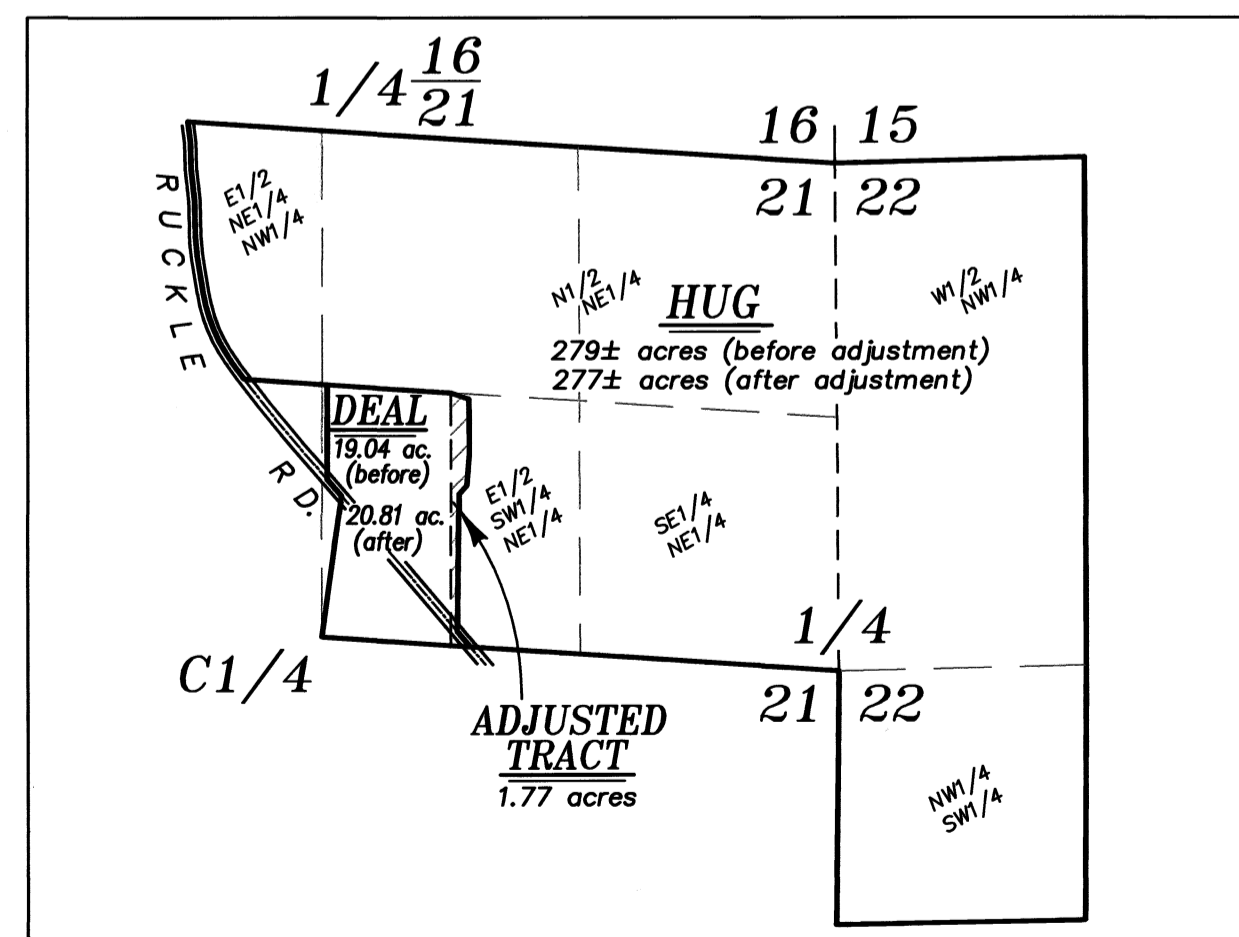 1/4 16
21
16 15
21 22
RUCKLE
RD.
E1/2
NE1/4
NW1/4
N1/2
NE1/4
W1/2
NW1/4
HUG
279± acres (before adjustment)
277± acres (after adjustment)
DEAL
19.04 ac.
(before)
20.81 ac.
(after)
E1/2
SW1/4
NE1/4
SE1/4
NE1/4
1/4
C1/4
21 22
ADJUSTED
TRACT
1.77 acres
NW1/4
SW1/4